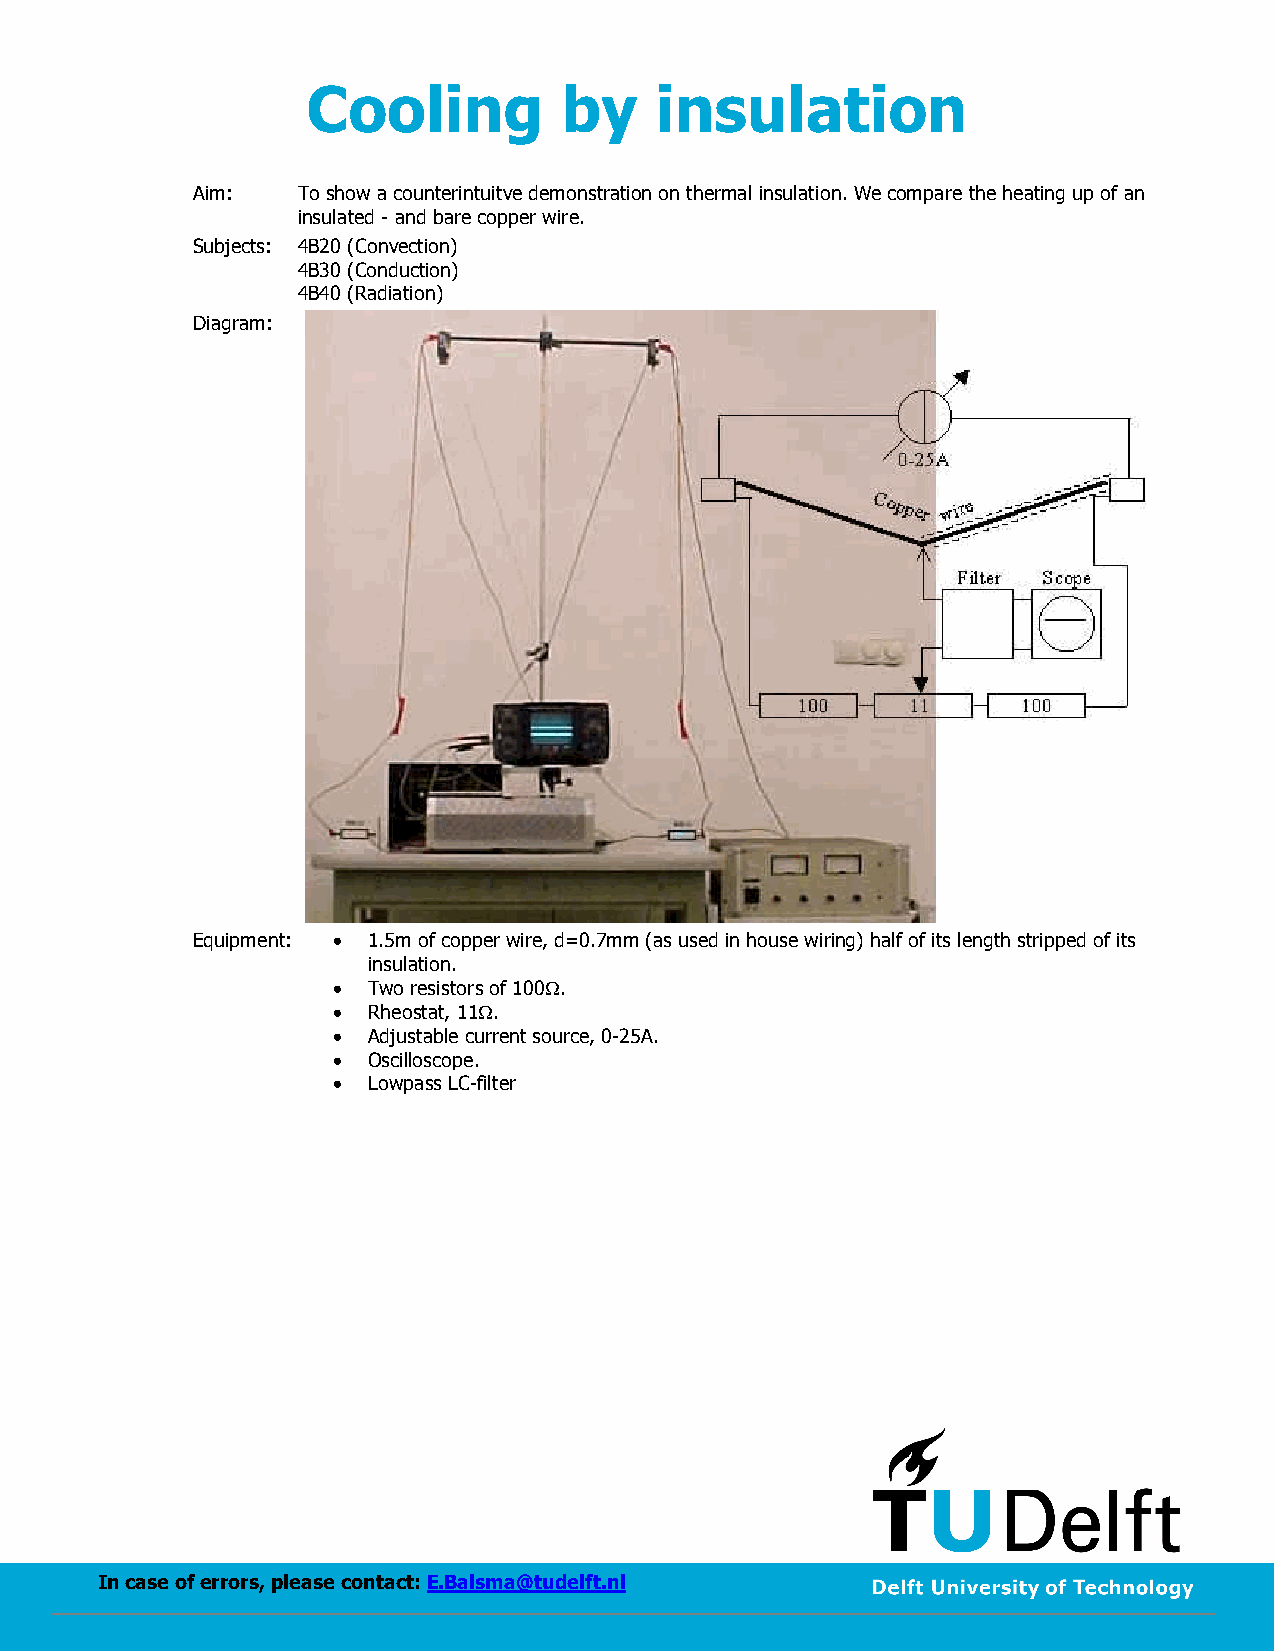 Cooling by insulation
Aim: To show a counterintuitve demonstration on thermal insulation. We compare the heating up of an
insulated - and bare copper wire.
Subjects: 4B20 (Convection)
4B30 (Conduction)
4B40 (Radiation)
Diagram:
0-25A
Copper wire
Filter Scope
100 11 100
Equipment: • 1.5m of copper wire, d=0.7mm (as used in house wiring) half of its length stripped of its
insulation.
• Two resistors of 100Ω.
• Rheostat, 11Ω.
• Adjustable current source, 0-25A.
• Oscilloscope.
• Lowpass LC-filter
TUDelft
In case of errors, please contact: E.Balsma@tudelft.nl
Delft University of Technology